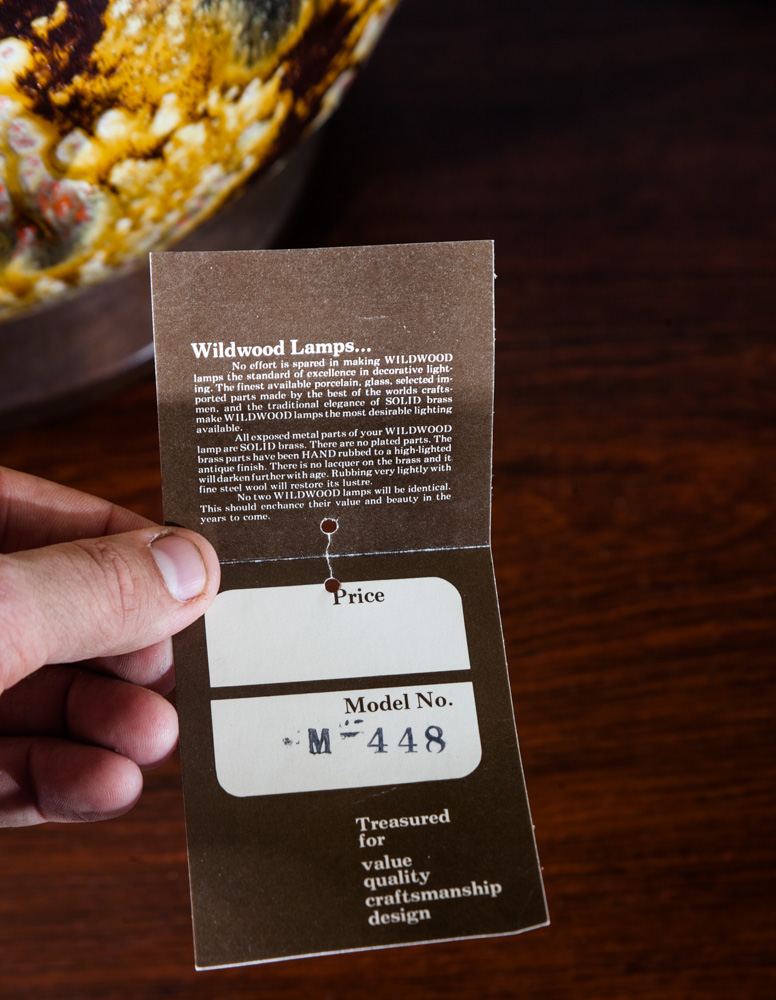 Wildwood Lamps...
No effort is spared in making WILDWOOD
lamps the standard of excellence in decorative light-
ing. The finest available porcelain, glass, selected im-
ported parts made by the best of the worlds crafts-
men, and the traditional elegance of SOLID brass
make WILDWOOD lamps the most desirable lighting
available.
All exposed metal parts of your WILDWOOD
lamp are SOLID brass. There are no plated parts. The
brass parts have been HAND rubbed to a high-lighted
antique finish. There is no lacquer on the brass and it
will darken further with age. Rubbing very lightly with
fine steel wool will restore its lustre.
No two WILDWOOD lamps will be identical.
This should enchance their value and beauty in the
years to come.
Price
Model No.
M-448
Treasured
for
value
quality
craftsmanship
design